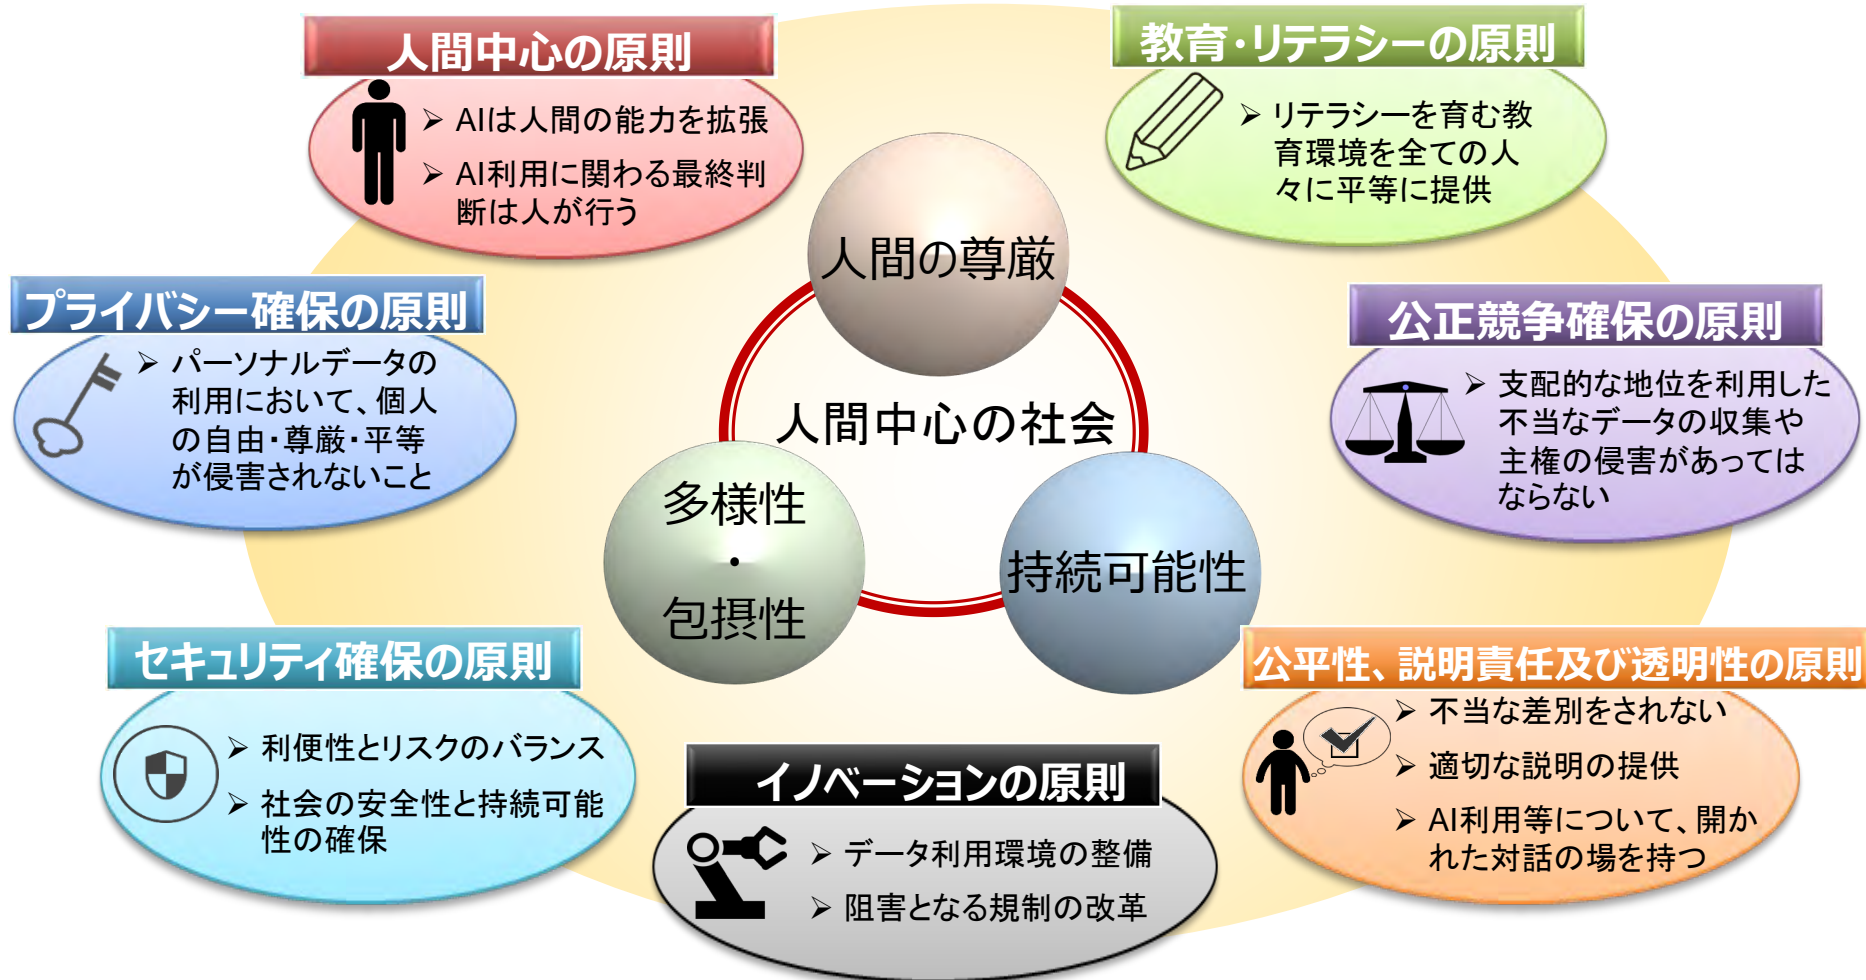 人間中心の原則
➢ AIは人間の能力を拡張
➢ AI利用に関わる最終判
断は人が行う
教育・リテラシーの原則
➢ リテラシーを育む教
育環境を全ての人
々に平等に提供
プライバシー確保の原則
➢ パーソナルデータの
利用において、個人
の自由・尊厳・平等
が侵害されないこと
人間の尊厳
人間中心の社会
多様性
・
包摂性
持続可能性
公正競争確保の原則
➢ 支配的な地位を利用した
不当なデータの収集や
主権の侵害があっては
ならない
セキュリティ確保の原則
➢ 利便性とリスクのバランス
➢ 社会の安全性と持続可能
性の確保
イノベーションの原則
➢ データ利用環境の整備
➢ 阻害となる規制の改革
公平性、説明責任及び透明性の原則
➢ 不当な差別をされない
➢ 適切な説明の提供
➢ AI利用等について、開か
れた対話の場を持つ